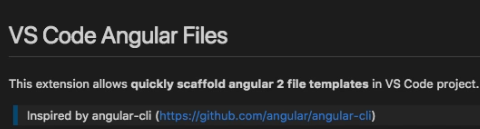 VS Code Angular Files
This extension allows quickly scaffold angular 2 file templates in VS Code project.
Inspired by angular-cli (https://github.com/angular/angular-cli)